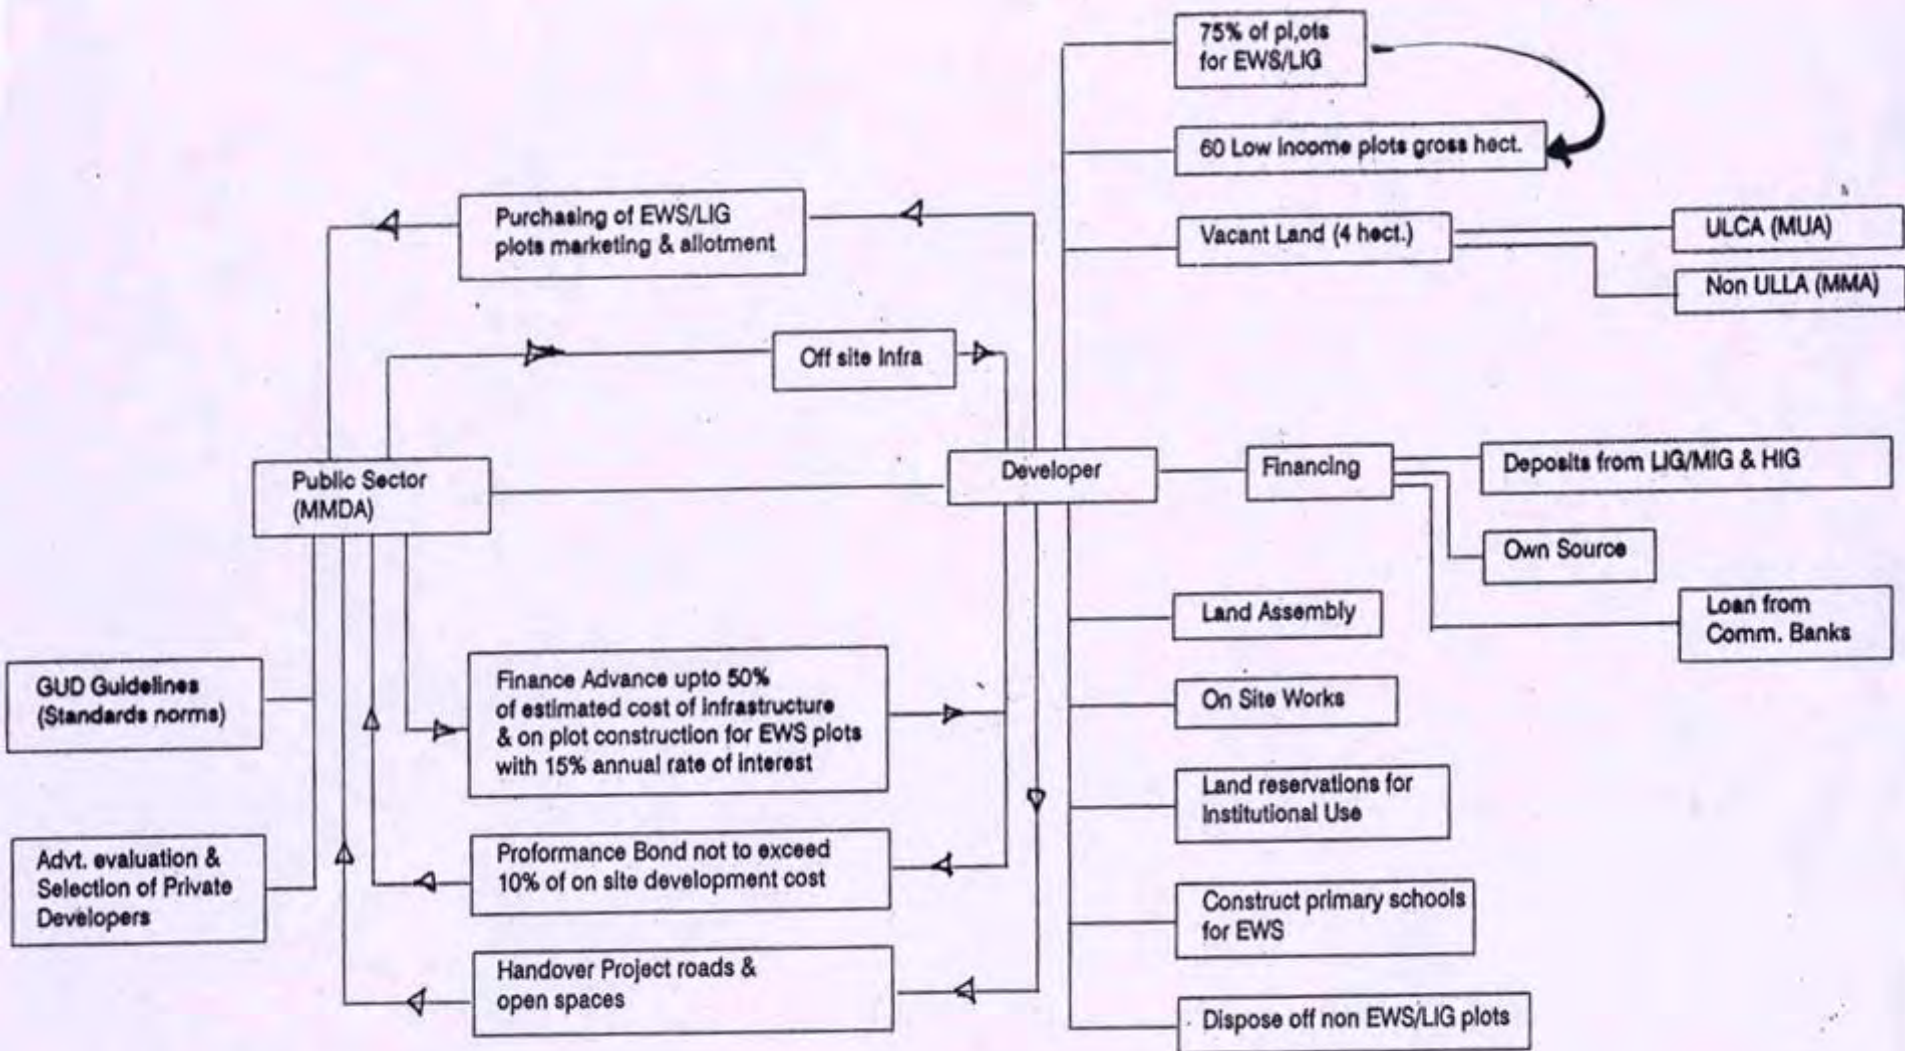 75% of pl,ots
for EWS/LIG
60 Low income plots gross hect.
Purchasing of EWS/LIG
plots marketing & allotment
Vacant Land (4 hect.)
ULCA (MUA)
Non ULLA (MMA)
Off site Infra
Public Sector
(MMDA)
Developer
Financing
Deposits from LIG/MIG & HIG
Own Source
Loan from
Comm. Banks
Land Assembly
GUD Guidelines
(Standards norms)
Finance Advance upto 50%
of estimated cost of infrastructure
& on plot construction for EWS plots
with 15% annual rate of interest
On Site Works
Land reservations for
Institutional Use
Advt. evaluation &
Selection of Private
Developers
Proformance Bond not to exceed
10% of on site development cost
Construct primary schools
for EWS
Handover Project roads &
open spaces
Dispose off non EWS/LIG plots